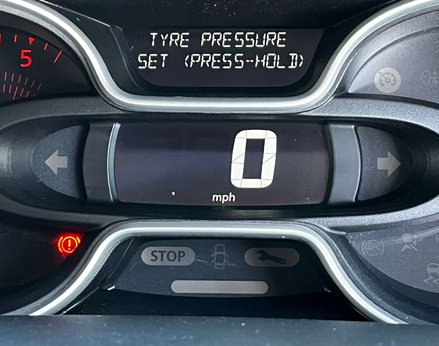 TYRE PRESSURE
SET (PRESS-HOLD)
5
0
mph
STOP